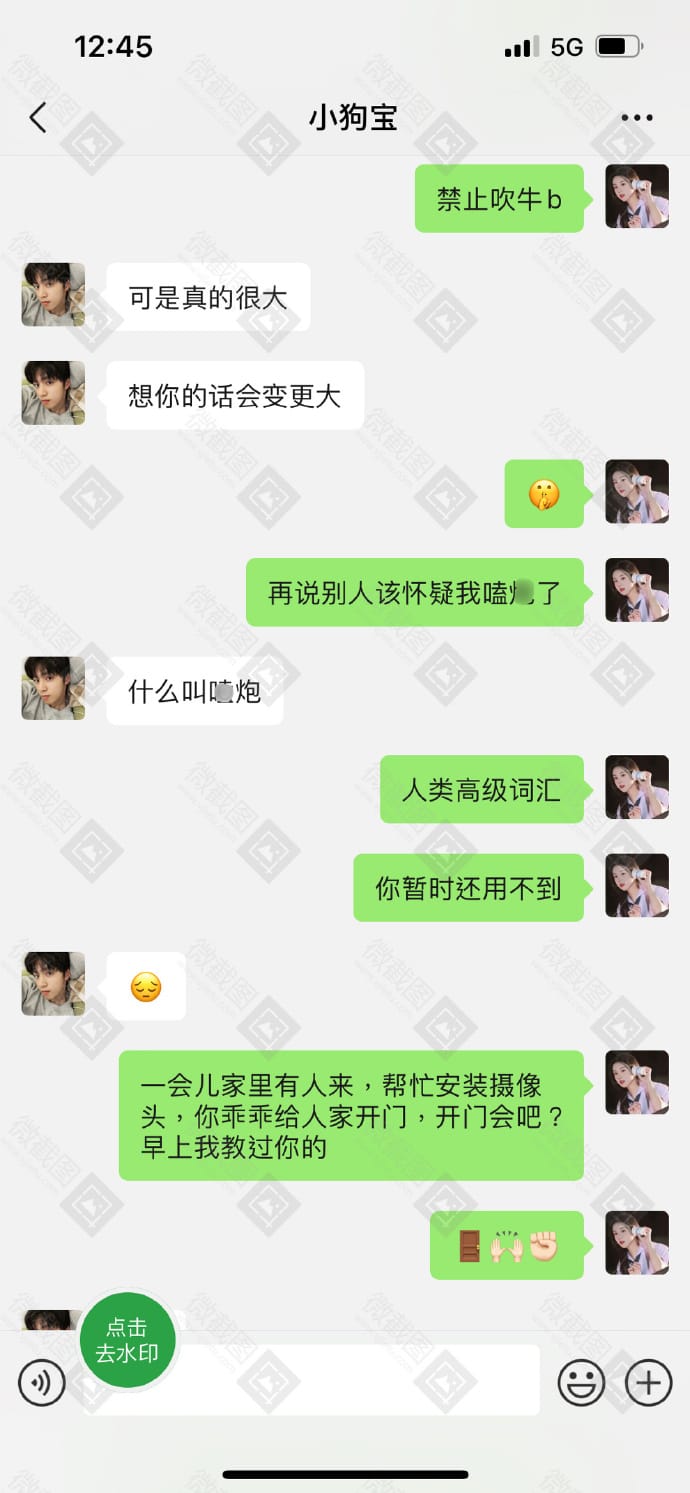 12:45
5G
小狗宝
禁止吹牛b
可是真的很大
想你的话会变更大
再说别人该怀疑我嗑了
什么叫炮
人类高级词汇
你暂时还用不到
一会儿家里有人来，帮忙安装摄像
头，你乖乖给人家开门，开门会吧？
早上我教过你的
点击
去水印
微截图